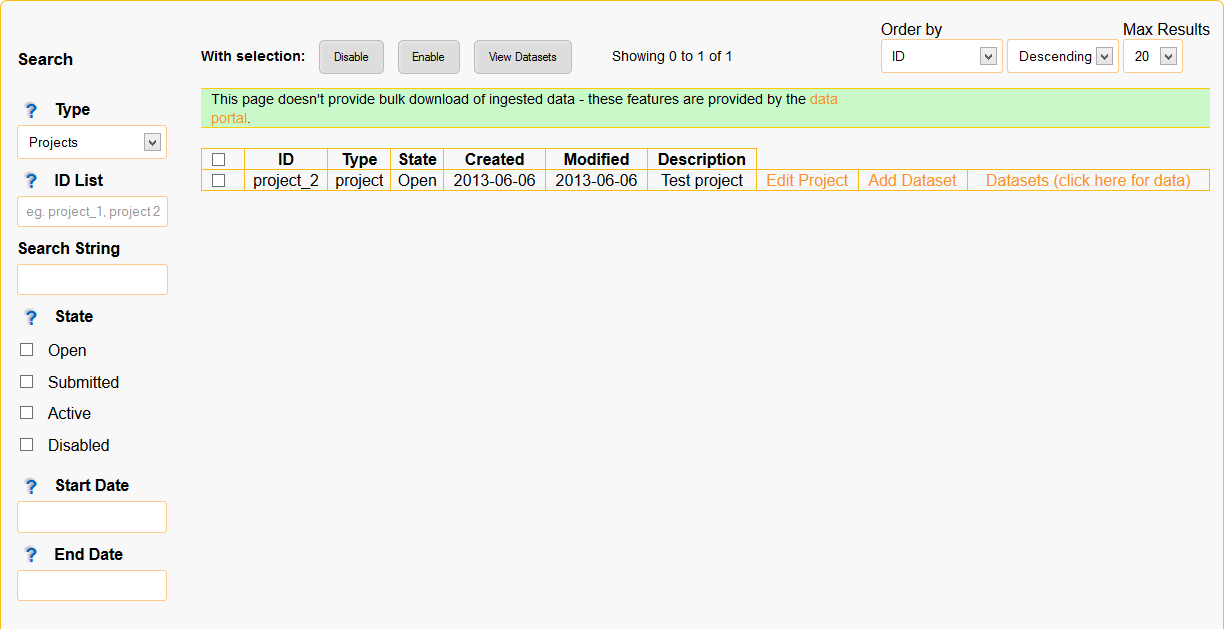 Search
? Type
Projects
? ID List
eg. project_1, project 2
Search String
? State
Open
Submitted
Active
Disabled
? Start Date
? End Date
With selection: Disable Enable View Datasets Showing 0 to 1 of 1
Order by Max Results
ID Descending 20
This page doesn't provide bulk download of ingested data - these features are provided by the data
portal.
ID Type State Created Modified Description
project_2 project Open 2013-06-06 2013-06-06 Test project Edit Project Add Dataset Datasets (click here for data)